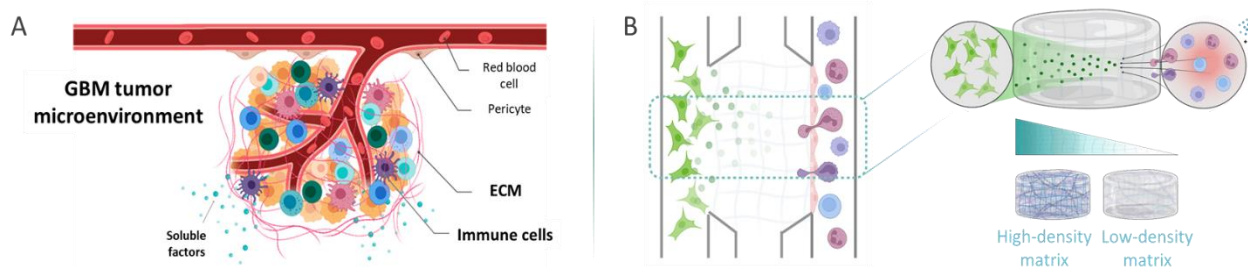 A
GBM tumor
microenvironment
Red blood
cell
Pericyte
ECM
Immune cells
Soluble
factors
B
High-density
matrix
Low-density
matrix